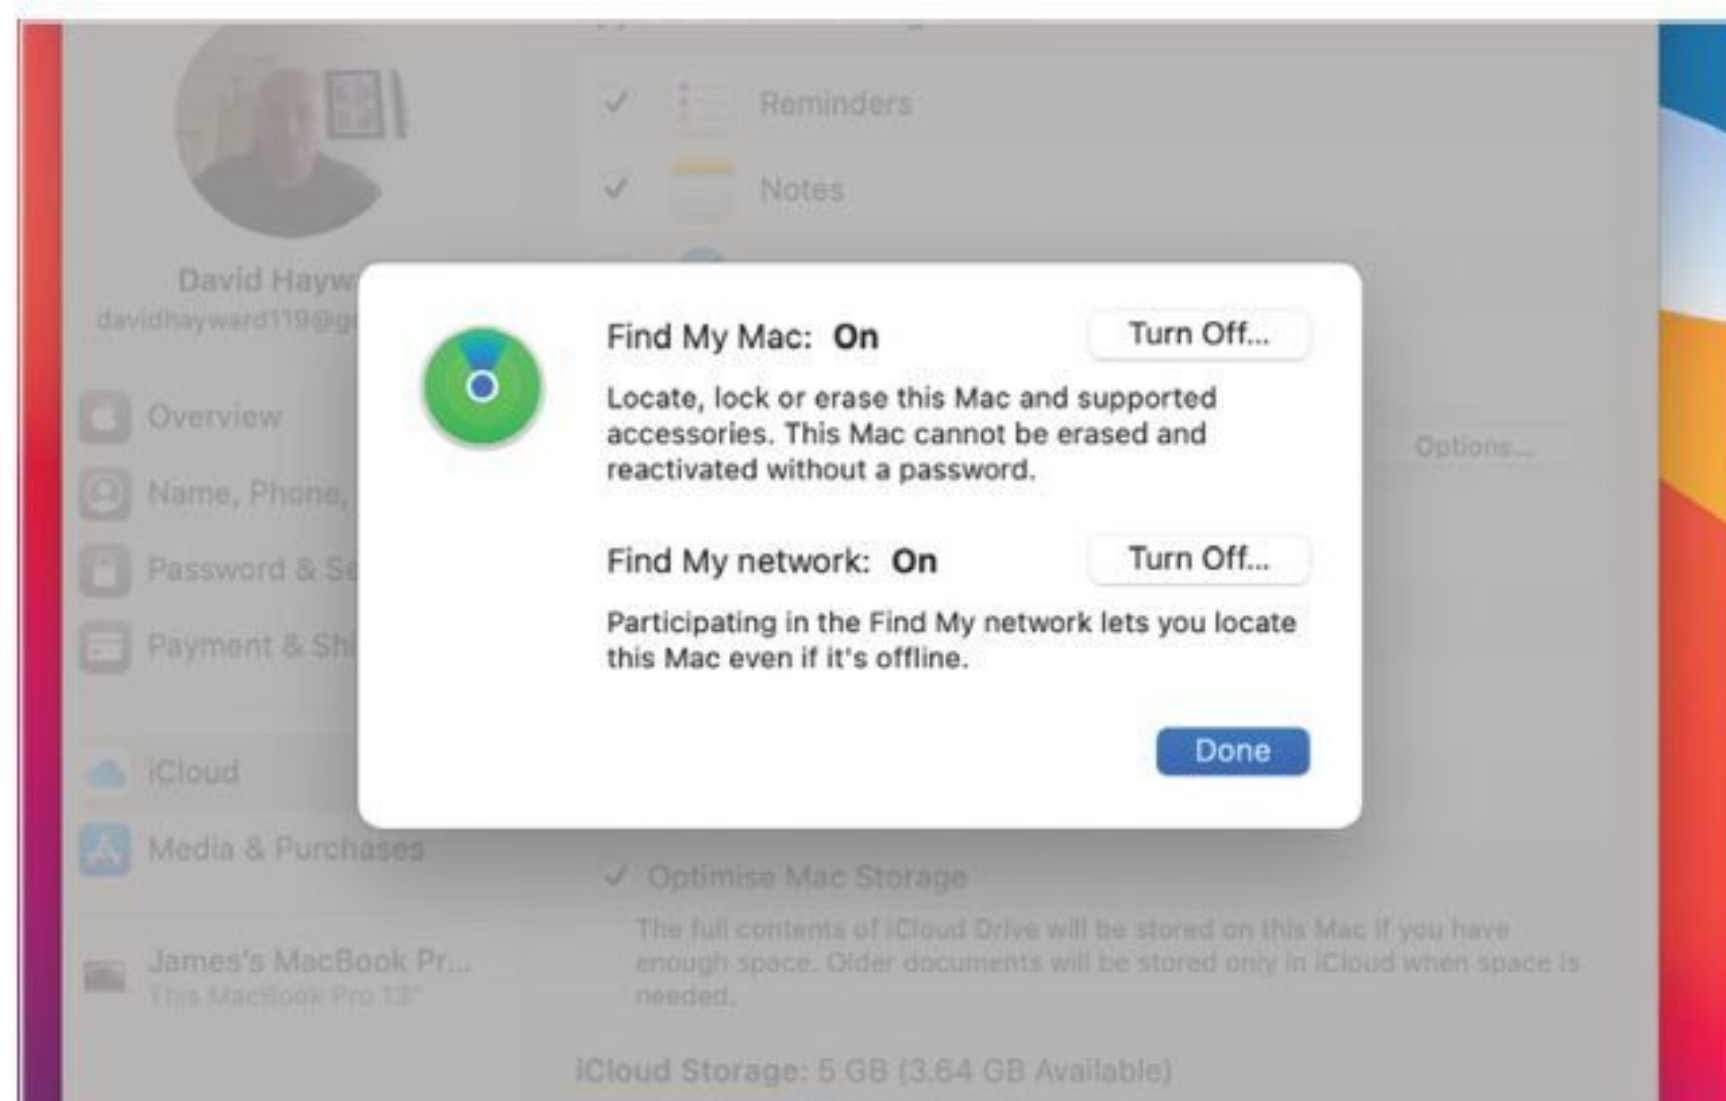 Reminders
Notes
David Hayw
davidhayward119@g
Overview
Name, Phone,
Password & Se
Payment & Shi
iCloud
Media & Purchases
James's MacBook Pr...
This MacBook Pro 13"
Find My Mac: On
Turn Off...
Locate, lock or erase this Mac and supported
accessories. This Mac cannot be erased and
reactivated without a password.
Find My network: On
Turn Off...
Participating in the Find My network lets you locate
this Mac even if it's offline.
Done
Options...
Optimise Mac Storage
The full contents of iCloud Drive will be stored on this Mac if you have
enough space. Older documents will be stored only in iCloud when space is
needed.
iCloud Storage: 5 GB (3.64 GB Available)